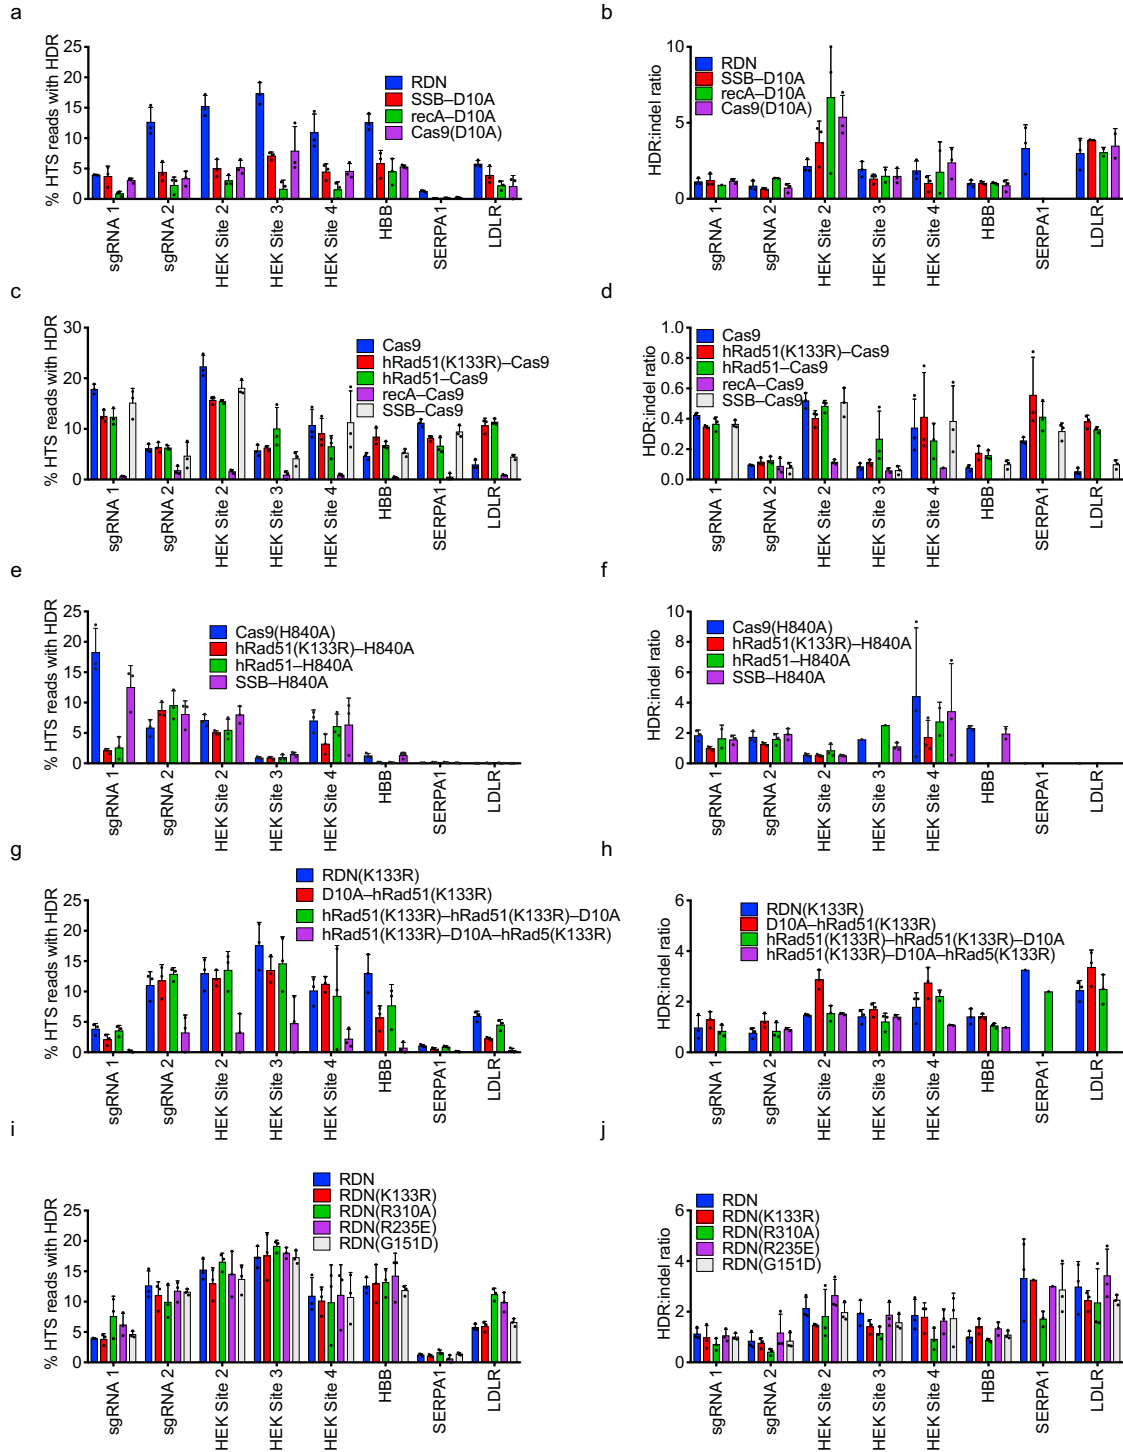 a
% HTS reads with HDR
25
20
15
10
5
0
RDN
SSB–D10A
recA–D10A
Cas9(D10A)
sgRNA 1
sgRNA 2
HEK Site 2
HEK Site 3
HEK Site 4
HBB
SERPA1
LDLR
b
HDR:indel ratio
10
5
0
RDN
SSB–D10A
recA–D10A
Cas9(D10A)
sgRNA 1
sgRNA 2
HEK Site 2
HEK Site 3
HEK Site 4
HBB
SERPA1
LDLR
c
% HTS reads with HDR
30
20
10
0
Cas9
hRad51(K133R)–Cas9
hRad51–Cas9
recA–Cas9
SSB–Cas9
sgRNA 1
sgRNA 2
HEK Site 2
HEK Site 3
HEK Site 4
HBB
SERPA1
LDLR
d
HDR:indel ratio
1.0
0.8
0.6
0.4
0.2
0.0
Cas9
hRad51(K133R)–Cas9
hRad51–Cas9
recA–Cas9
SSB–Cas9
sgRNA 1
sgRNA 2
HEK Site 2
HEK Site 3
HEK Site 4
HBB
SERPA1
LDLR
e
% HTS reads with HDR
25
20
15
10
5
0
Cas9(H840A)
hRad51(K133R)–H840A
hRad51–H840A
SSB–H840A
sgRNA 1
sgRNA 2
HEK Site 2
HEK Site 3
HEK Site 4
HBB
SERPA1
LDLR
f
HDR:indel ratio
10
8
6
4
2
0
Cas9(H840A)
hRad51(K133R)–H840A
hRad51–H840A
SSB–H840A
sgRNA 1
sgRNA 2
HEK Site 2
HEK Site 3
HEK Site 4
HBB
SERPA1
LDLR
g
% HTS reads with HDR
25
20
15
10
5
0
RDN(K133R)
D10A–hRad51(K133R)
hRad51(K133R)–hRad51(K133R)–D10A
hRad51(K133R)–D10A–hRad5(K133R)
sgRNA 1
sgRNA 2
HEK Site 2
HEK Site 3
HEK Site 4
HBB
SERPA1
LDLR
h
HDR:indel ratio
6
4
2
0
RDN(K133R)
D10A–hRad51(K133R)
hRad51(K133R)–hRad51(K133R)–D10A
hRad51(K133R)–D10A–hRad5(K133R)
sgRNA 1
sgRNA 2
HEK Site 2
HEK Site 3
HEK Site 4
HBB
SERPA1
LDLR
i
% HTS reads with HDR
25
20
15
10
5
0
RDN
RDN(K133R)
RDN(R310A)
RDN(R235E)
RDN(G151D)
sgRNA 1
sgRNA 2
HEK Site 2
HEK Site 3
HEK Site 4
HBB
SERPA1
LDLR
j
HDR:indel ratio
6
4
2
0
RDN
RDN(K133R)
RDN(R310A)
RDN(R235E)
RDN(G151D)
sgRNA 1
sgRNA 2
HEK Site 2
HEK Site 3
HEK Site 4
HBB
SERPA1
LDLR